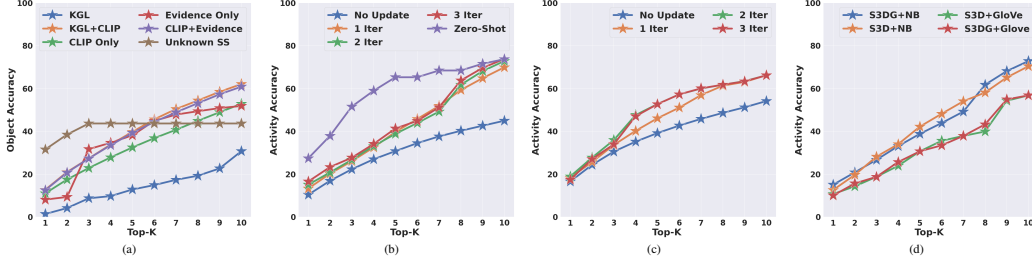 100
80
60
40
20
0
Object Accuracy
KGL
KGL+CLIP
CLIP Only
Evidence Only
CLIP+Evidence
Unknown SS
1 2 3 4 5 6 7 8 9 10
Top-K
(a)
100
80
60
40
20
0
Activity Accuracy
No Update
1 Iter
2 Iter
3 Iter
Zero-Shot
1 2 3 4 5 6 7 8 9 10
Top-K
(b)
100
80
60
40
20
0
Activity Accuracy
No Update
1 Iter
2 Iter
3 Iter
1 2 3 4 5 6 7 8 9 10
Top-K
(c)
100
80
60
40
20
0
Activity Accuracy
S3DG+NB
S3D+NB
S3D+GloVe
S3DG+Glove
1 2 3 4 5 6 7 8 9 10
Top-K
(d)